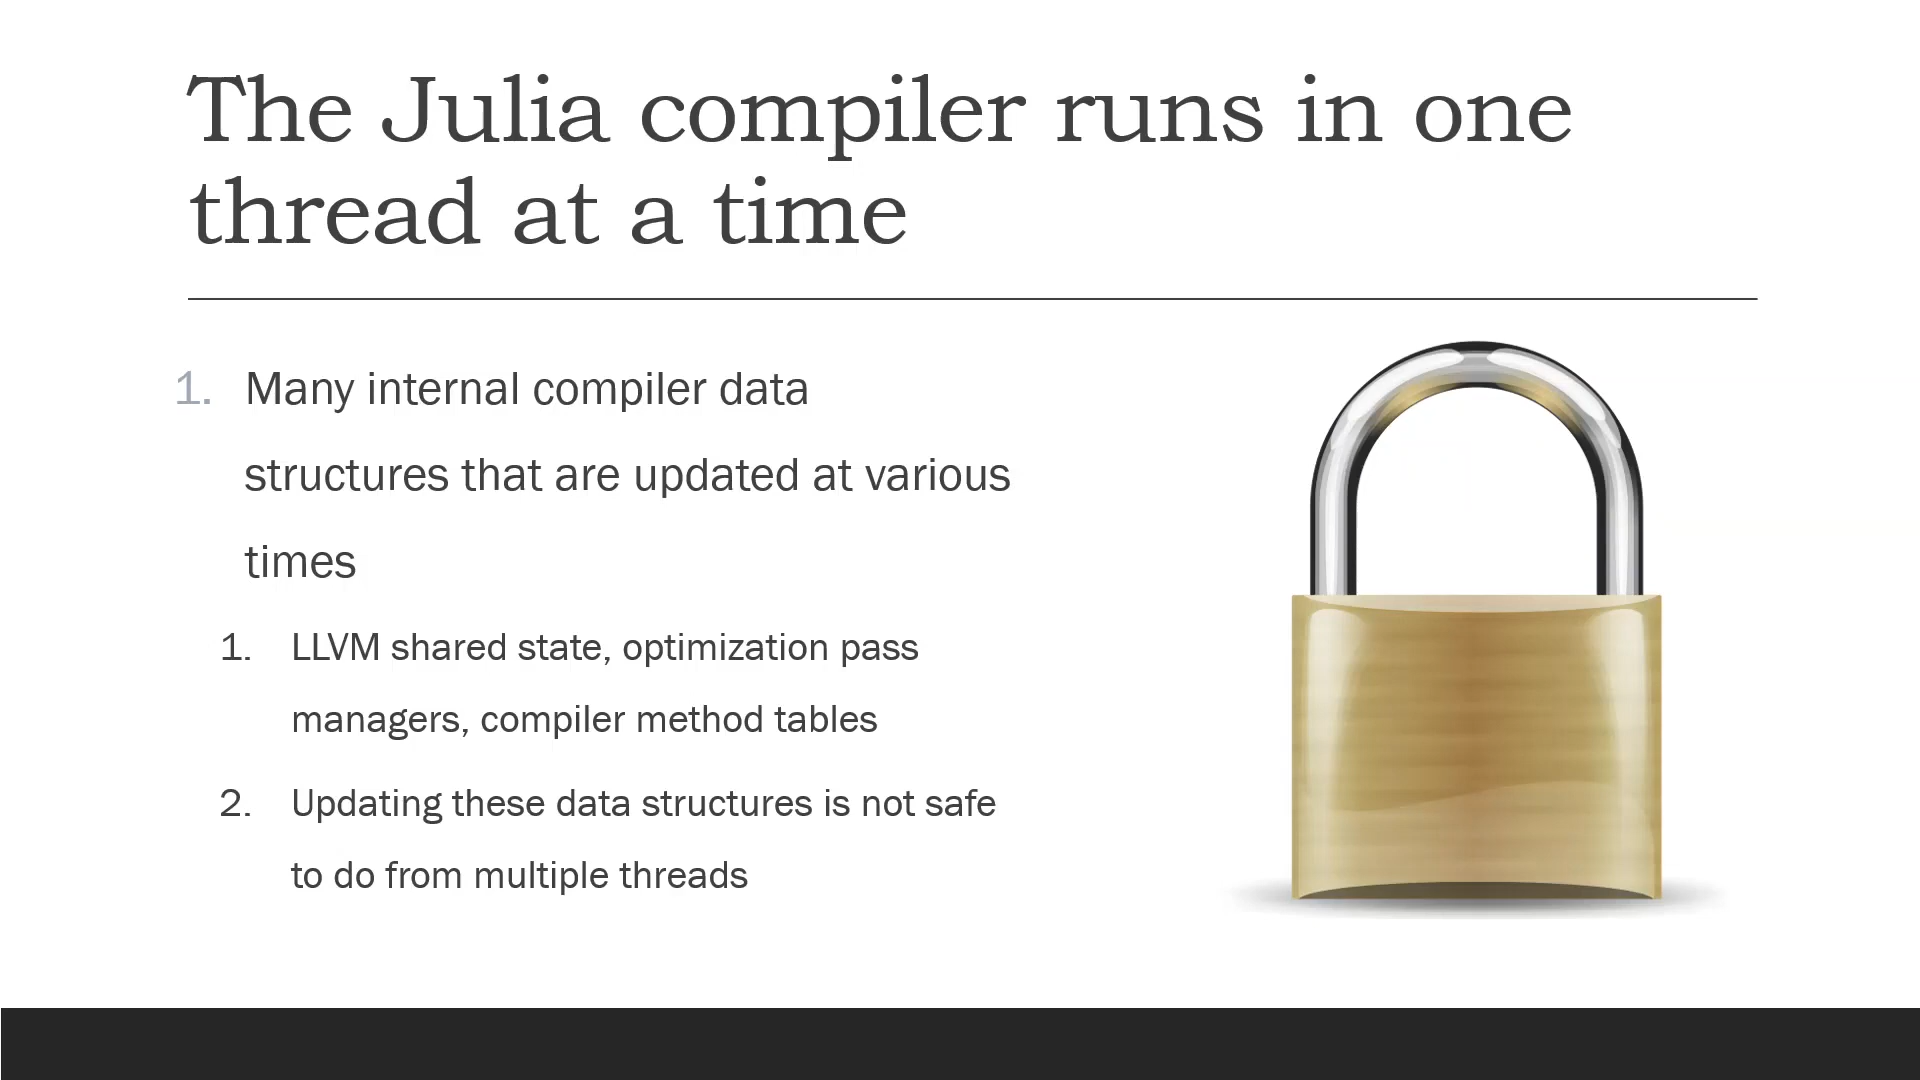 The Julia compiler runs in one
thread at a time
1. Many internal compiler data
structures that are updated at various
times
1. LLVM shared state, optimization pass
managers, compiler method tables
2. Updating these data structures is not safe
to do from multiple threads